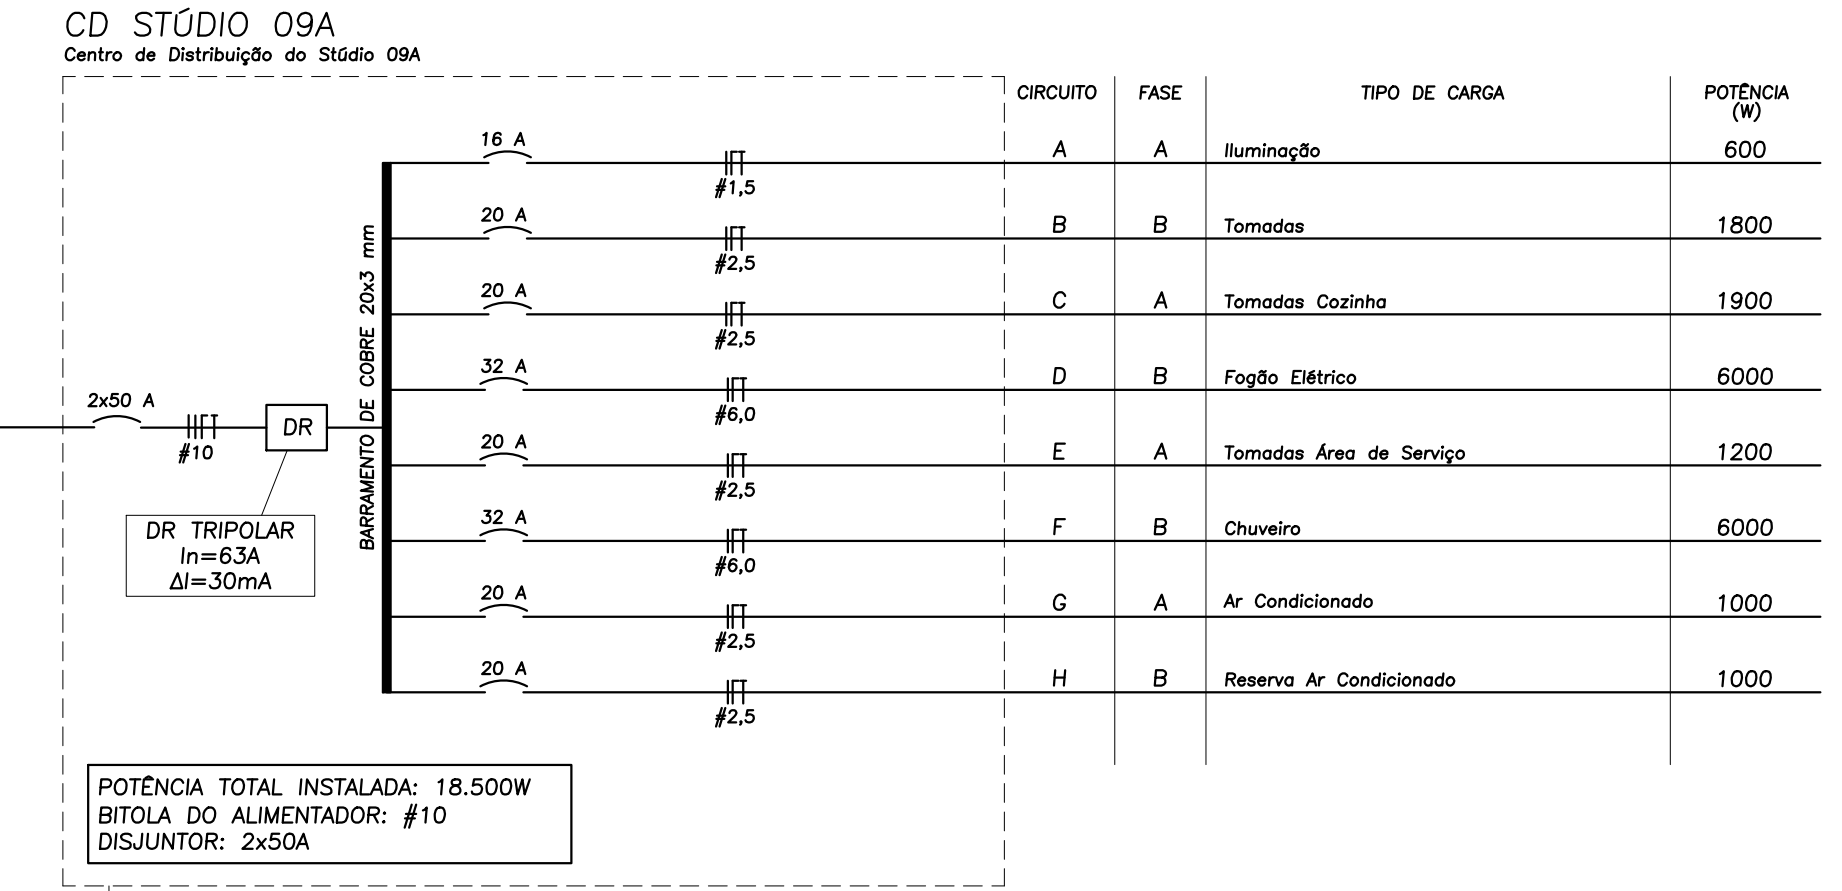 CD STÚDIO 09A
Centro de Distribuição do Stúdio 09A
CIRCUITO FASE TIPO DE CARGA POTÊNCIA
(W)
16 A
A A Iluminação 600
#1,5
20 A
B B Tomadas 1800
#2,5
20 A
C A Tomadas Cozinha 1900
#2,5
32 A
D B Fogão Elétrico 6000
#6,0
20 A
E A Tomadas Área de Serviço 1200
#2,5
32 A
F B Chuveiro 6000
#6,0
20 A
G A Ar Condicionado 1000
#2,5
20 A
H B Reserva Ar Condicionado 1000
#2,5
BARRAMENTO DE COBRE 20x3 mm
2x50 A
#10
DR
DR TRIPOLAR
In=63A
ΔI=30mA
POTÊNCIA TOTAL INSTALADA: 18.500W
BITOLA DO ALIMENTADOR: #10
DISJUNTOR: 2x50A